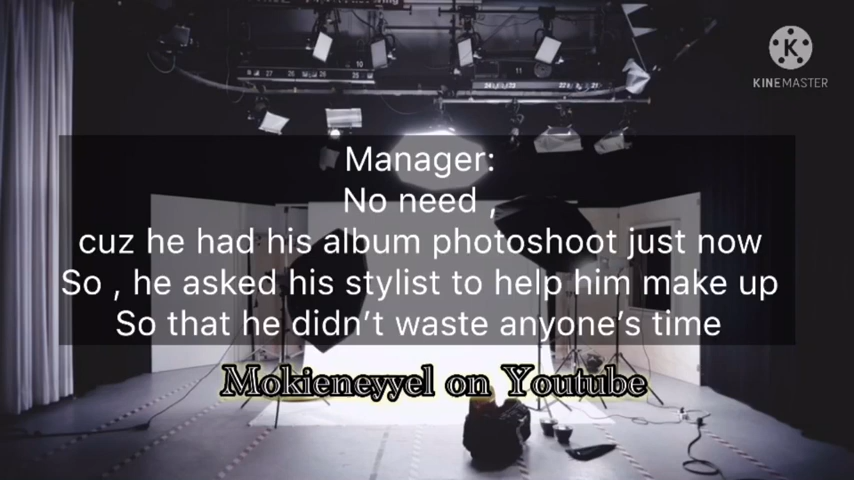 KINEMASTER
Manager:
No need ,
cuz he had his album photoshoot just now
So , he asked his stylist to help him make up
So that he didn’t waste anyone’s time
Mokieneyyel on Youtube